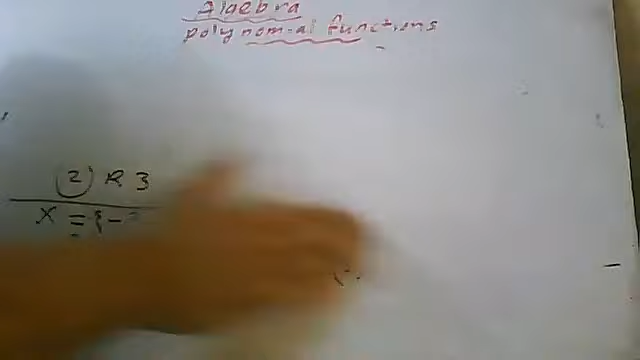 Algebra
polynomial functions
2) R 3
x = {-